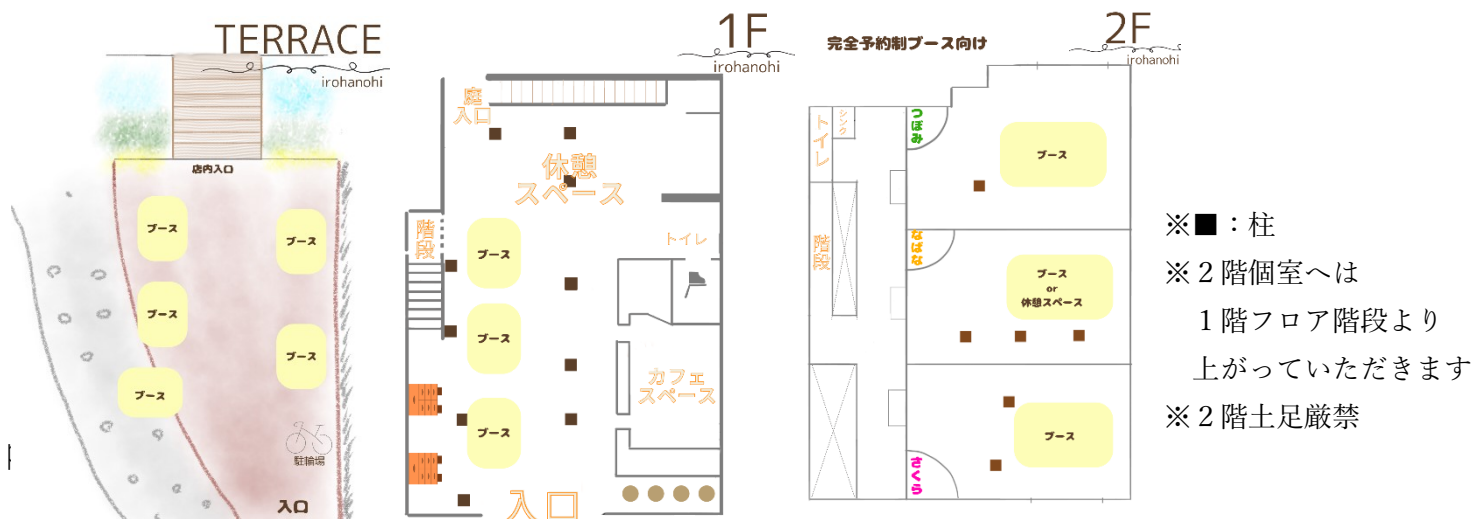 TERRACE
irohanohi
店内入口
ブース
ブース
ブース
ブース
ブース
駐輪場
入口
1F
irohanohi
庭
入口
休憩
スペース
階段
トイレ
ブース
ブース
カフェ
スペース
ブース
入口
完全予約制ブース向け
2F
irohanohi
トイレ
シンク
つぼみ
ブース
階段
なばな
ブース
or
休憩スペース
ブース
さくら
※■：柱
※２階個室へは
１階フロア階段より
上がっていただきます
※２階土足厳禁